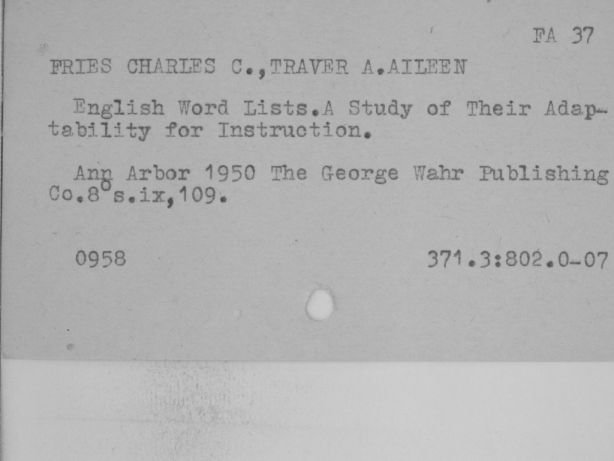 FA 37
FRIES CHARLES C.,TRAVER A.AILEEN
English Word Lists.A Study of Their Adap-
tability for Instruction.
Ann Arbor 1950 The George Wahr Publishing
Co.8°s.ix,109.
0958 371.3:802.0-07